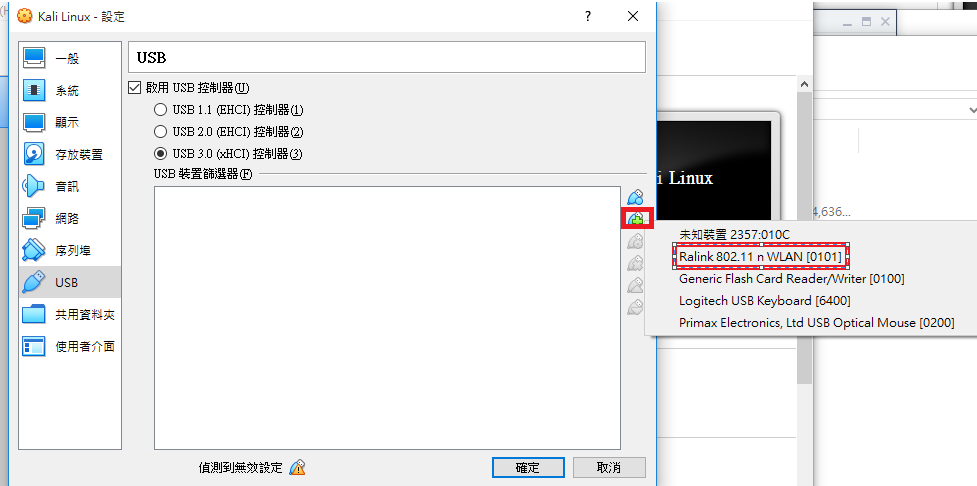 Kali Linux - 設定
?
一般
系統
顯示
存放裝置
音訊
網路
序列埠
USB
共用資料夾
使用者介面
USB
啟用 USB 控制器(U)
USB 1.1 (EHCI) 控制器(1)
USB 2.0 (EHCI) 控制器(2)
USB 3.0 (xHCI) 控制器(3)
USB 裝置篩選器(F)
偵測到無效設定
確定
取消
i Linux
4,636...
未知裝置 2357:010C
Ralink 802.11 n WLAN [0101]
Generic Flash Card Reader/Writer [0100]
Logitech USB Keyboard [6400]
Primax Electronics, Ltd USB Optical Mouse [0200]